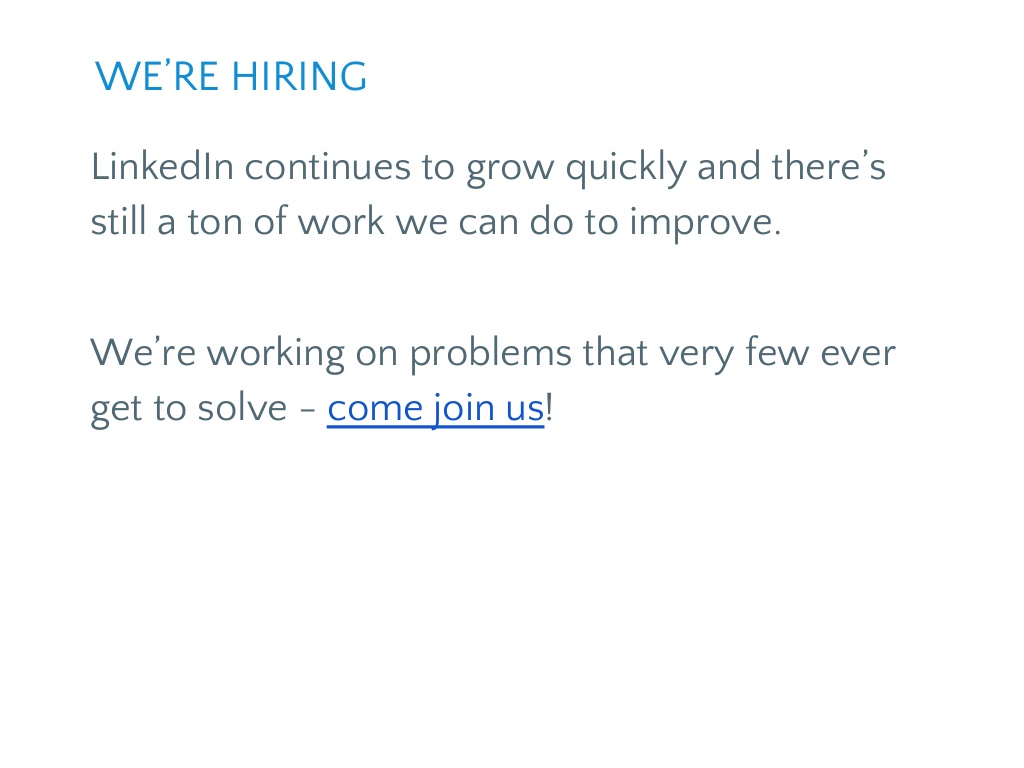 WE’RE HIRING
LinkedIn continues to grow quickly and there’s
still a ton of work we can do to improve.
We’re working on problems that very few ever
get to solve – come join us!